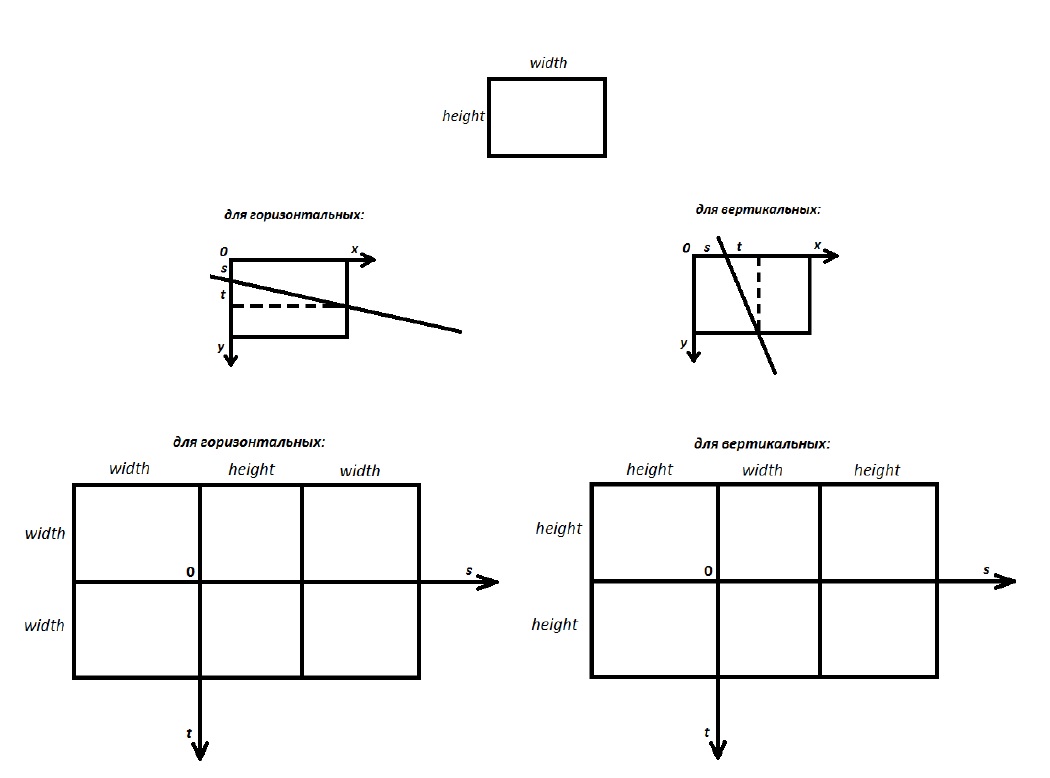 width
height
для горизонтальных:
для вертикальных:
0 x
s
t
y
0 s t x
y
для горизонтальных:
width height width
width
0 s
width
t
для вертикальных:
height width height
height
0 s
height
t